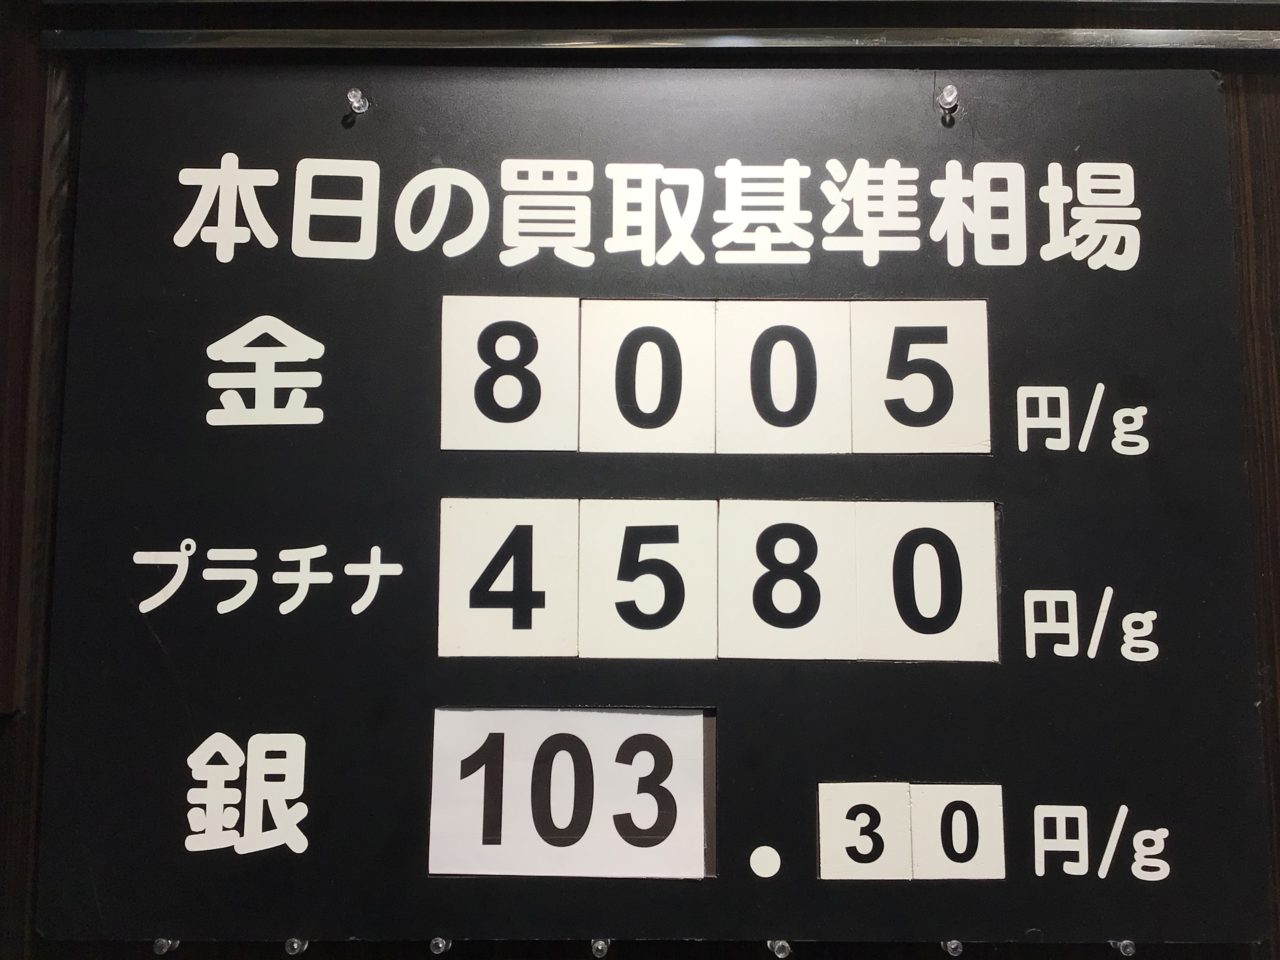 本日の買取基準相場
金 8005 円/g
プラチナ 4580 円/g
銀 103.30 円/g